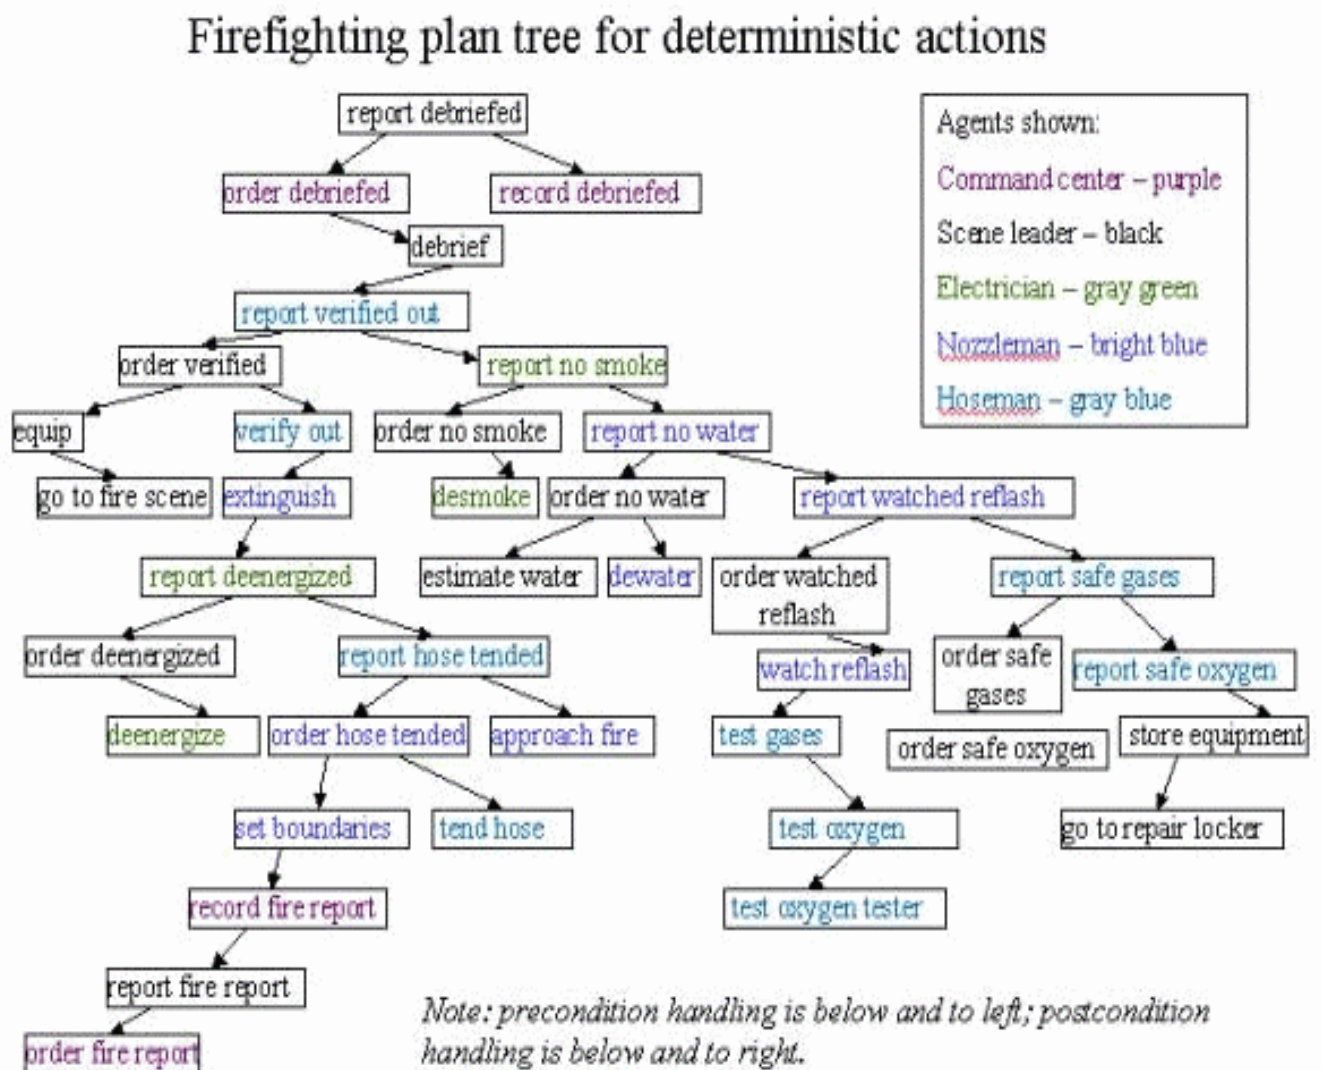 Firefighting plan tree for deterministic actions
report debriefed
Agents shown:
Command center – purple
Scene leader – black
Electrician – gray green
Nozzleman – bright blue
Hoseman – gray blue
order debriefed
record debriefed
debrief
report verified out
order verified
report no smoke
equip
verify out
order no smoke
report no water
go to fire scene
extinguish
desmoke
order no water
report watched reflash
report deenergized
estimate water
dewater
order watched
reflash
report safe gases
order deenergized
report hose tended
watch reflash
order safe
gases
report safe oxygen
deenergize
order hose tended
approach fire
test gases
order safe oxygen
store equipment
set boundaries
tend hose
test oxygen
go to repair locker
record fire report
test oxygen tester
report fire report
order fire report
Note: precondition handling is below and to left; postcondition
handling is below and to right.